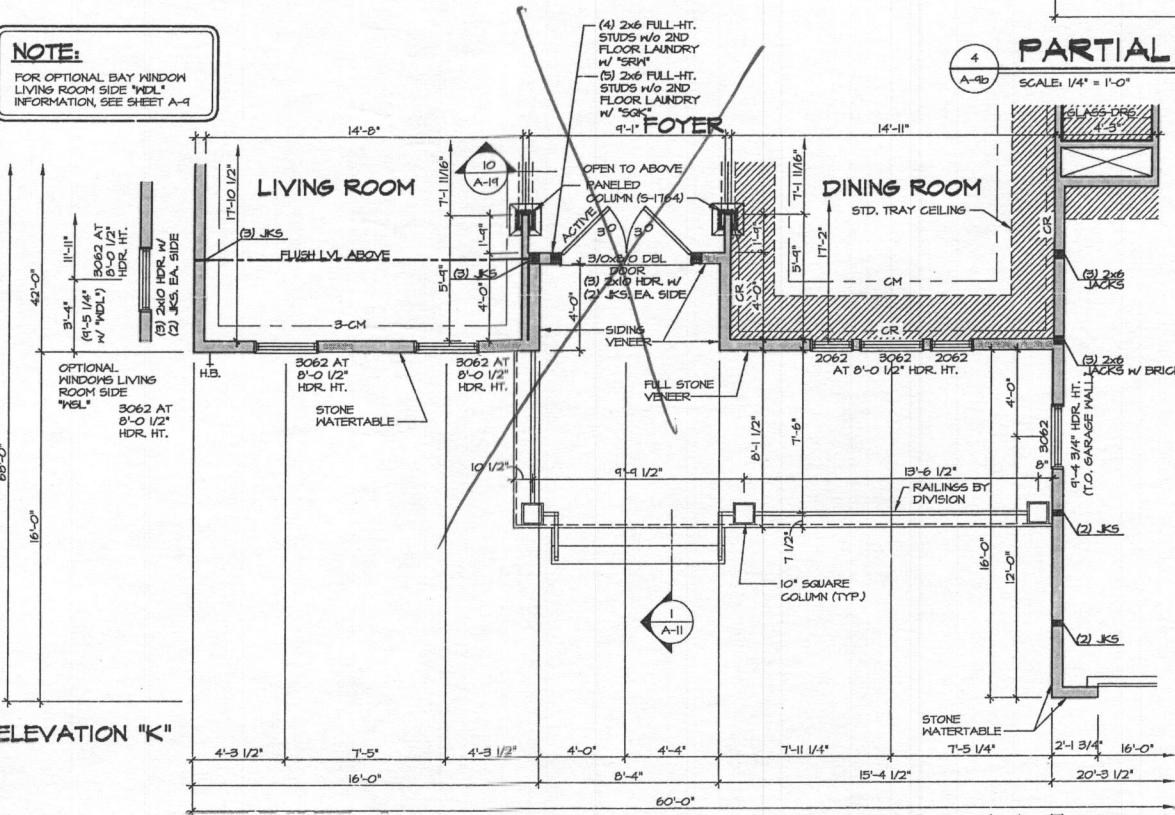 NOTE:
FOR OPTIONAL BAY WINDOW
LIVING ROOM SIDE "WDL"
INFORMATION, SEE SHEET A-9
(4) 2x6 FULL-HT.
STUDS w/o 2ND
FLOOR LAUNDRY
w/ "SRW"
(5) 2x6 FULL-HT.
STUDS w/o 2ND
FLOOR LAUNDRY
w/ "SQK"
4
A-9b
PARTIAL
SCALE: 1/4" = 1'-0"
GLASS DRS.
4'-3"
14'-8"
9'-1"
FOYER
14'-11"
LIVING ROOM
10
A-19
OPEN TO ABOVE
PANELED
COLUMN (S-1764)
DINING ROOM
STD. TRAY CEILING
17'-10 1/2"
7'-1 11/16"
7'-1 11/16"
17'-2"
ACTIVE
3/0
3/0
CR
(3) JKS
FLUSH LVL ABOVE
(3) JKS
1'-9"
5'-9"
4'-0"
4'-0"
3/0x8/0 DBL
DOOR
(3) 2x10 HDR. w/
(2) JKS. EA. SIDE
1'-9"
5'-9"
4'-0"
CR
CM
CR
3-CM
SIDING
VENEER
(3) 2x6
JACKS
(3) 2x6
JACKS w/ BRICK
42'-0"
11'-11"
3'-4"
(9'-5 1/4"
w/ "WDL")
3062 AT
8'-0 1/2"
HDR. HT.
(3) 2x10 HDR. w/
(2) JKS. EA. SIDE
OPTIONAL
WINDOWS LIVING
ROOM SIDE
"WSL"
3062 AT
8'-0 1/2"
HDR. HT.
H.B.
3062 AT
8'-0 1/2"
HDR. HT.
3062 AT
8'-0 1/2"
HDR. HT.
STONE
WATERTABLE
FULL STONE
VENEER
2062
3062
2062
AT 8'-0 1/2" HDR. HT.
4'-0"
8"
3062
9'-4 3/4" HDR. HT.
(T.O. GARAGE WALL)
16'-0"
10 1/2"
9'-9 1/2"
8'-1 1/2"
7'-6"
13'-6 1/2"
RAILINGS BY
DIVISION
7 1/2"
10" SQUARE
COLUMN (TYP.)
16'-0"
12'-0"
(2) JKS
(2) JKS
1
A-11
STONE
WATERTABLE
ELEVATION "K"
4'-3 1/2"
7'-5"
4'-3 1/2"
4'-0"
4'-4"
7'-11 1/4"
7'-5 1/4"
2'-1 3/4"
16'-0"
16'-0"
8'-4"
15'-4 1/2"
20'-3 1/2"
60'-0"